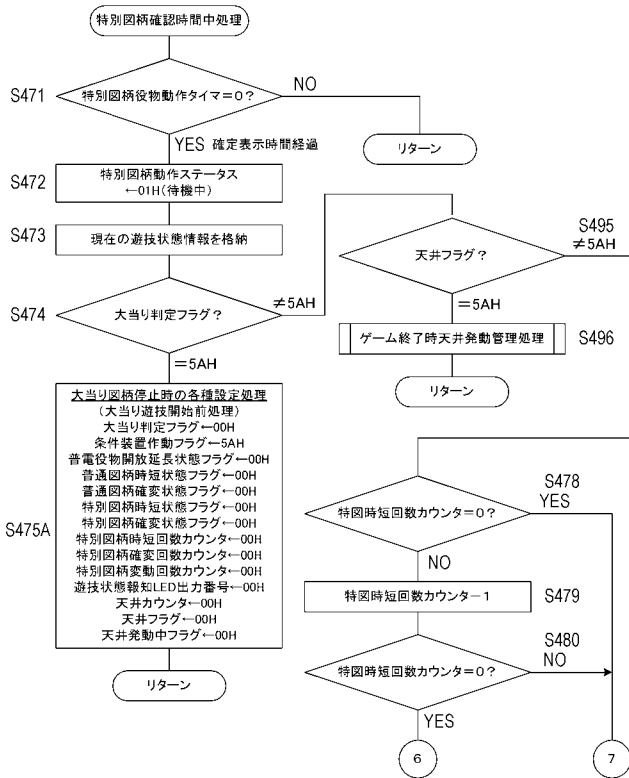 特別図柄確認時間中処理
S471
特別図柄役物動作タイマ=0?
NO
リターン
YES 確定表示時間経過
S472
特別図柄動作ステータス
←01H(待機中)
S473
現在の遊技状態情報を格納
S474
大当り判定フラグ?
≠5AH
=5AH
S475A
大当り図柄停止時の各種設定処理
(大当り遊技開始前処理)
大当り判定フラグ←00H
条件装置作動フラグ←5AH
普電役物開放延長状態フラグ←00H
普通図柄時短状態フラグ←00H
普通図柄確変状態フラグ←00H
特別図柄時短状態フラグ←00H
特別図柄確変状態フラグ←00H
特別図柄時短回数カウンタ←00H
特別図柄確変回数カウンタ←00H
特別図柄変動回数カウンタ←00H
遊技状態報知LED出力番号←00H
天井カウンタ←00H
天井フラグ←00H
天井発動中フラグ←00H
リターン
S495
天井フラグ?
≠5AH
=5AH
ゲーム終了時天井発動管理処理
S496
リターン
S478
特図時短回数カウンタ=0?
YES
NO
特図時短回数カウンタ-1
S479
S480
特図時短回数カウンタ=0?
NO
YES
6
7